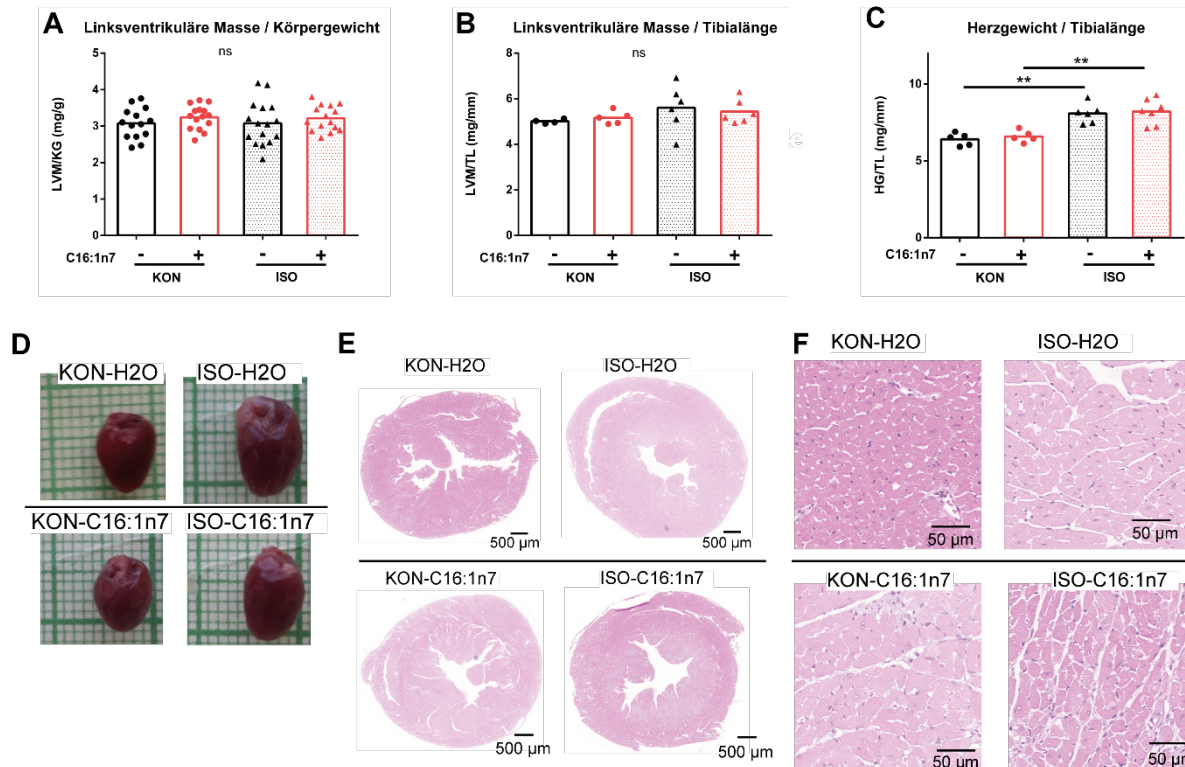 A
Linksventrikuläre Masse / Körpergewicht
ns
LVM/KG (mg/g)
5
4
3
2
1
0
C16:1n7
- + - +
KON ISO
B
Linksventrikuläre Masse / Tibialänge
ns
LVM/TL (mg/mm)
8
6
4
2
0
C16:1n7
- + - +
KON ISO
C
Herzgewicht / Tibialänge
**
**
HG/TL (mg/mm)
10
5
0
C16:1n7
- + - +
KON ISO
D
KON-H2O ISO-H2O
KON-C16:1n7 ISO-C16:1n7
E
KON-H2O ISO-H2O
500 µm 500 µm
KON-C16:1n7 ISO-C16:1n7
500 µm 500 µm
F
KON-H2O ISO-H2O
50 µm 50 µm
KON-C16:1n7 ISO-C16:1n7
50 µm 50 µm